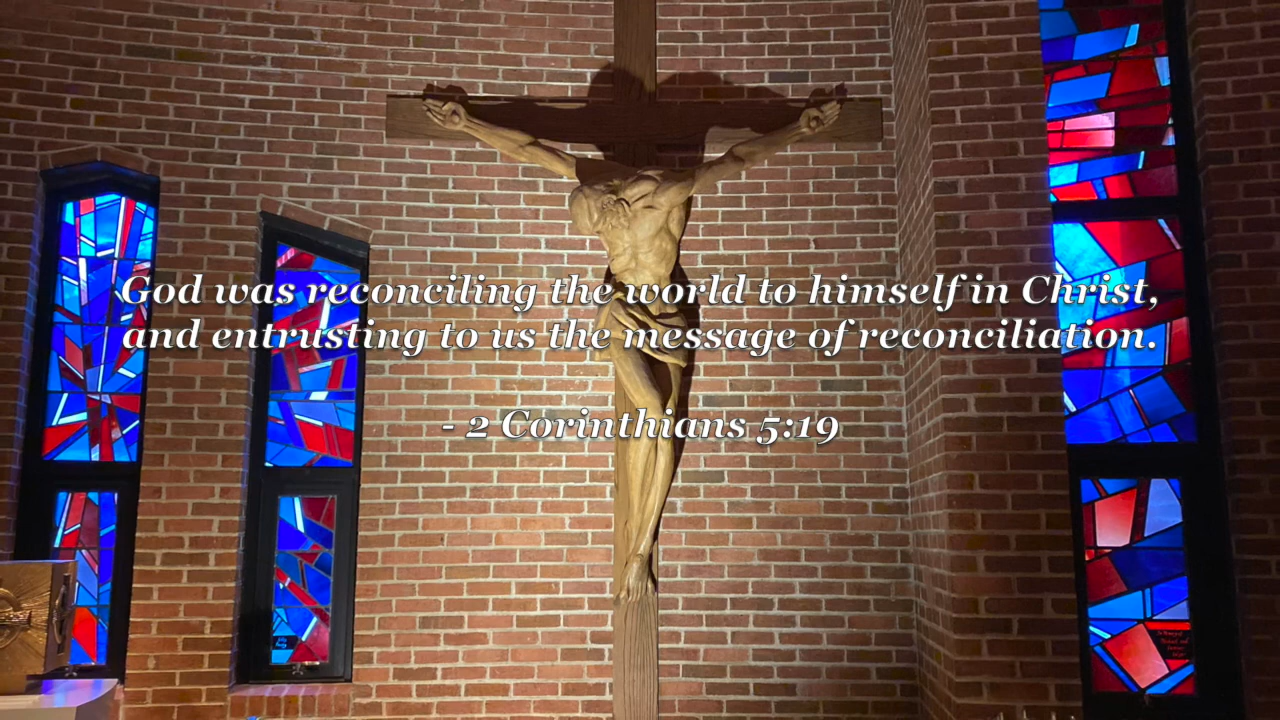 God was reconciling the world to himself in Christ,
and entrusting to us the message of reconciliation.
- 2 Corinthians 5:19